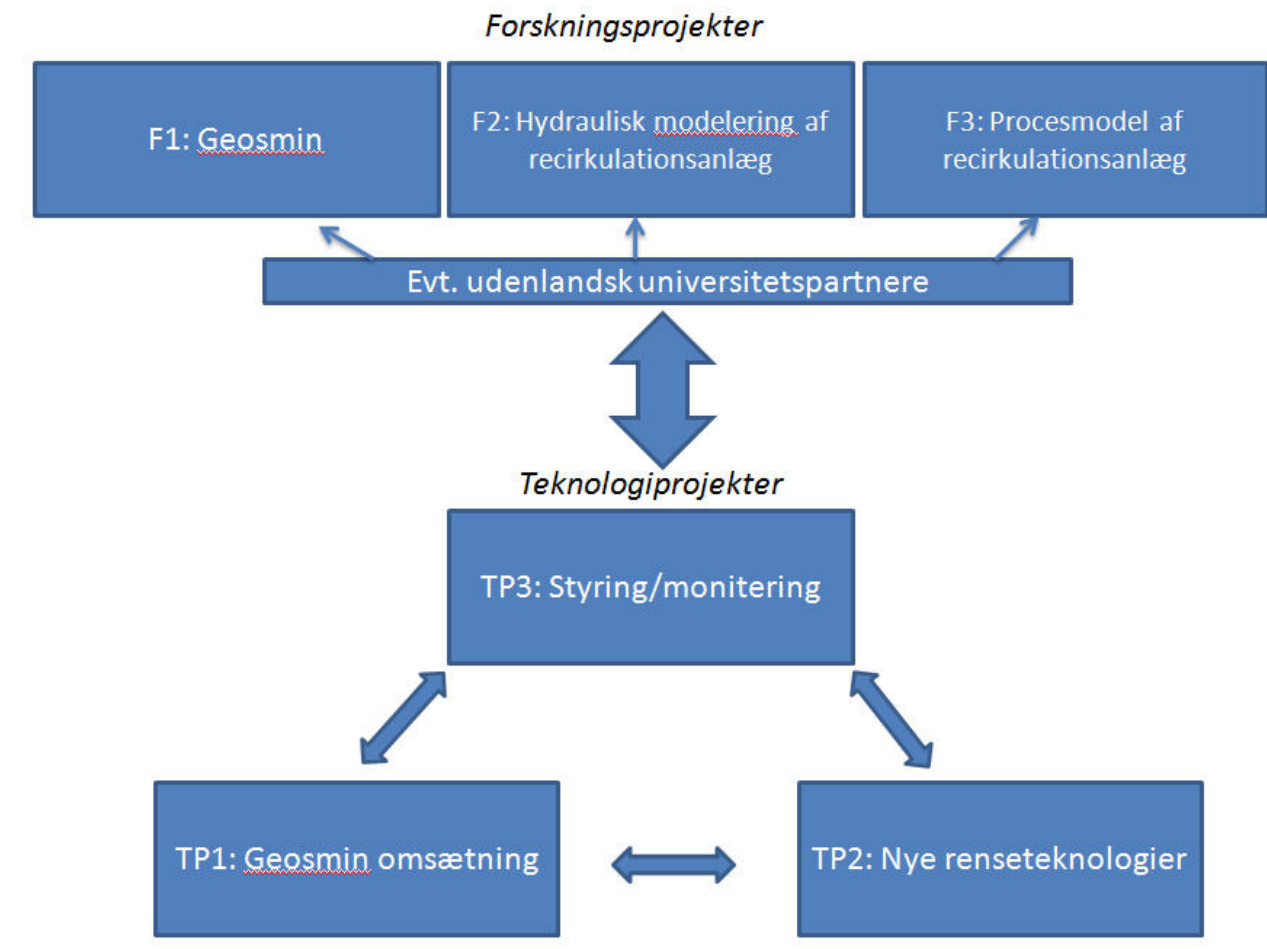 Forskningsprojekter
F1: Geosmin
F2: Hydraulisk modelering af
recirkulationsanlæg
F3: Procesmodel af
recirkulationsanlæg
Evt. udenlandsk universitetspartnere
Teknologiprojekter
TP3: Styring/monitering
TP1: Geosmin omsætning
TP2: Nye renseteknologier